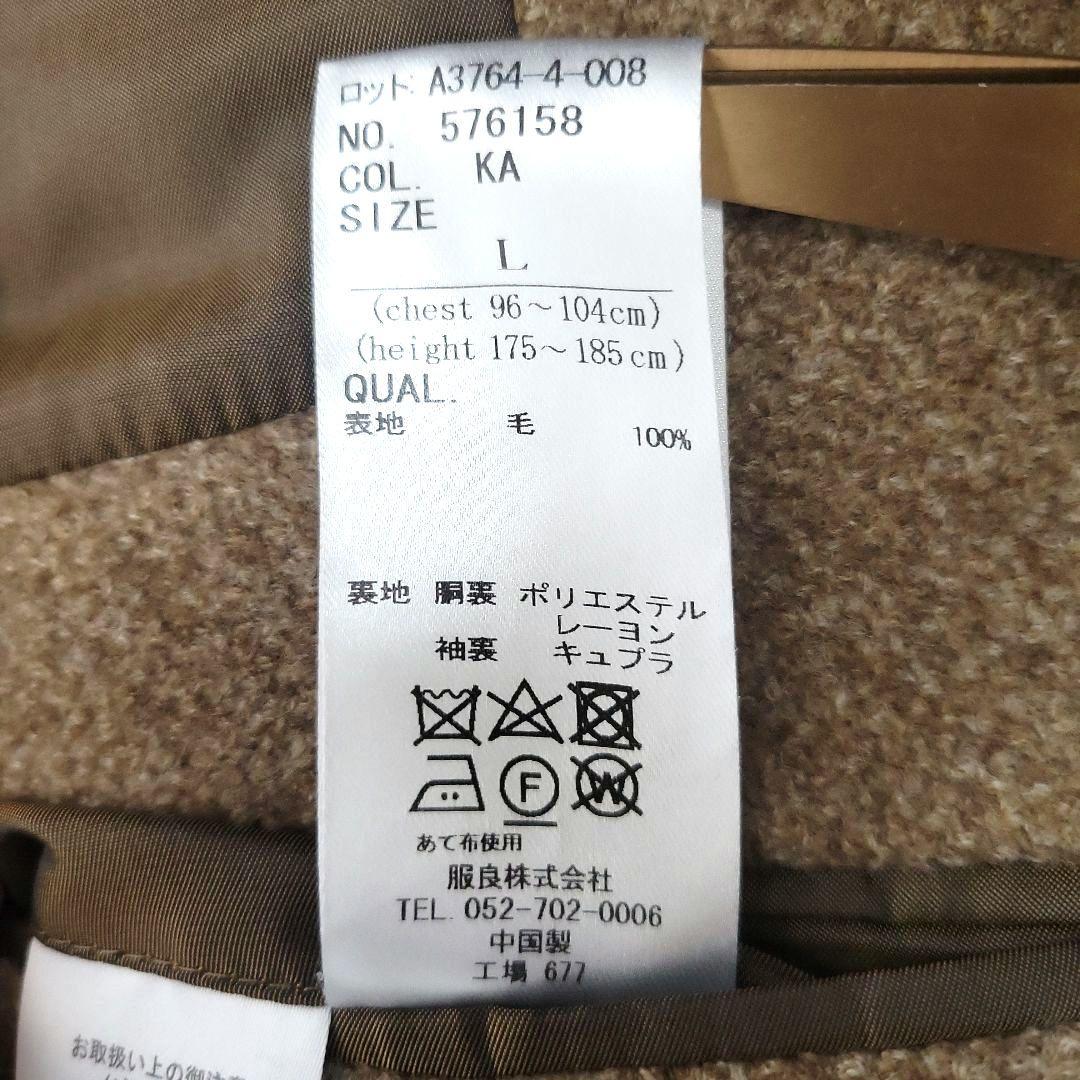 ロット: A3764-4-008
NO. 576158
COL. KA
SIZE
L
(chest 96～104cm)
(height 175～185cm)
QUAL.
表地 毛 100%
裏地 胴裏 ポリエステル
レーヨン
袖裏 キュプラ
F W
あて布使用
服良株式会社
TEL. 052-702-0006
中国製
工場 677
お取扱い上の御注意